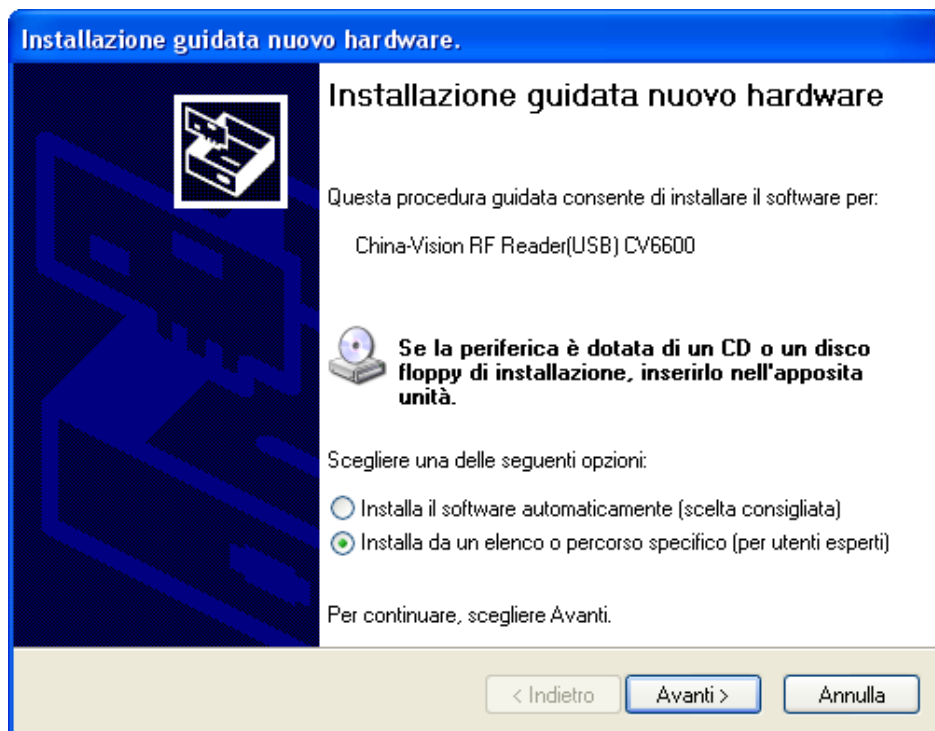 Installazione guidata nuovo hardware.
Installazione guidata nuovo hardware
Questa procedura guidata consente di installare il software per:
China-Vision RF Reader(USB) CV6600
Se la periferica è dotata di un CD o un disco
floppy di installazione, inserirlo nell'apposita
unità.
Scegliere una delle seguenti opzioni:
Installa il software automaticamente (scelta consigliata)
Installa da un elenco o percorso specifico (per utenti esperti)
Per continuare, scegliere Avanti.
< Indietro Avanti > Annulla